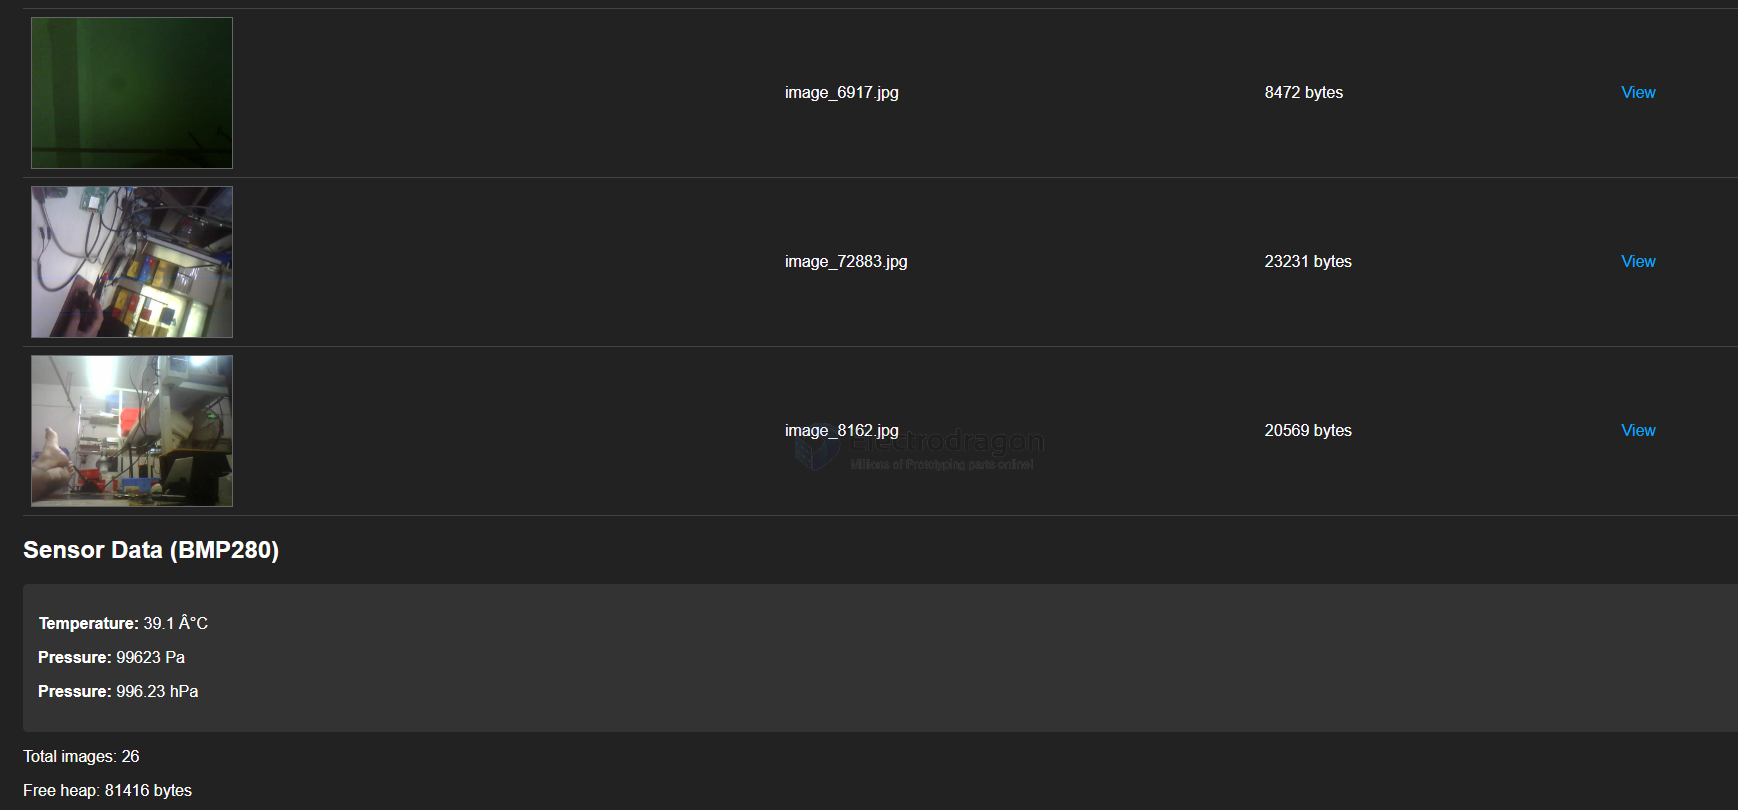 image_6917.jpg 8472 bytes View
image_72883.jpg 23231 bytes View
image_8162.jpg 20569 bytes View
Electrodragon
Millions of Prototyping parts online!
Sensor Data (BMP280)
Temperature: 39.1 Â°C
Pressure: 99623 Pa
Pressure: 996.23 hPa
Total images: 26
Free heap: 81416 bytes